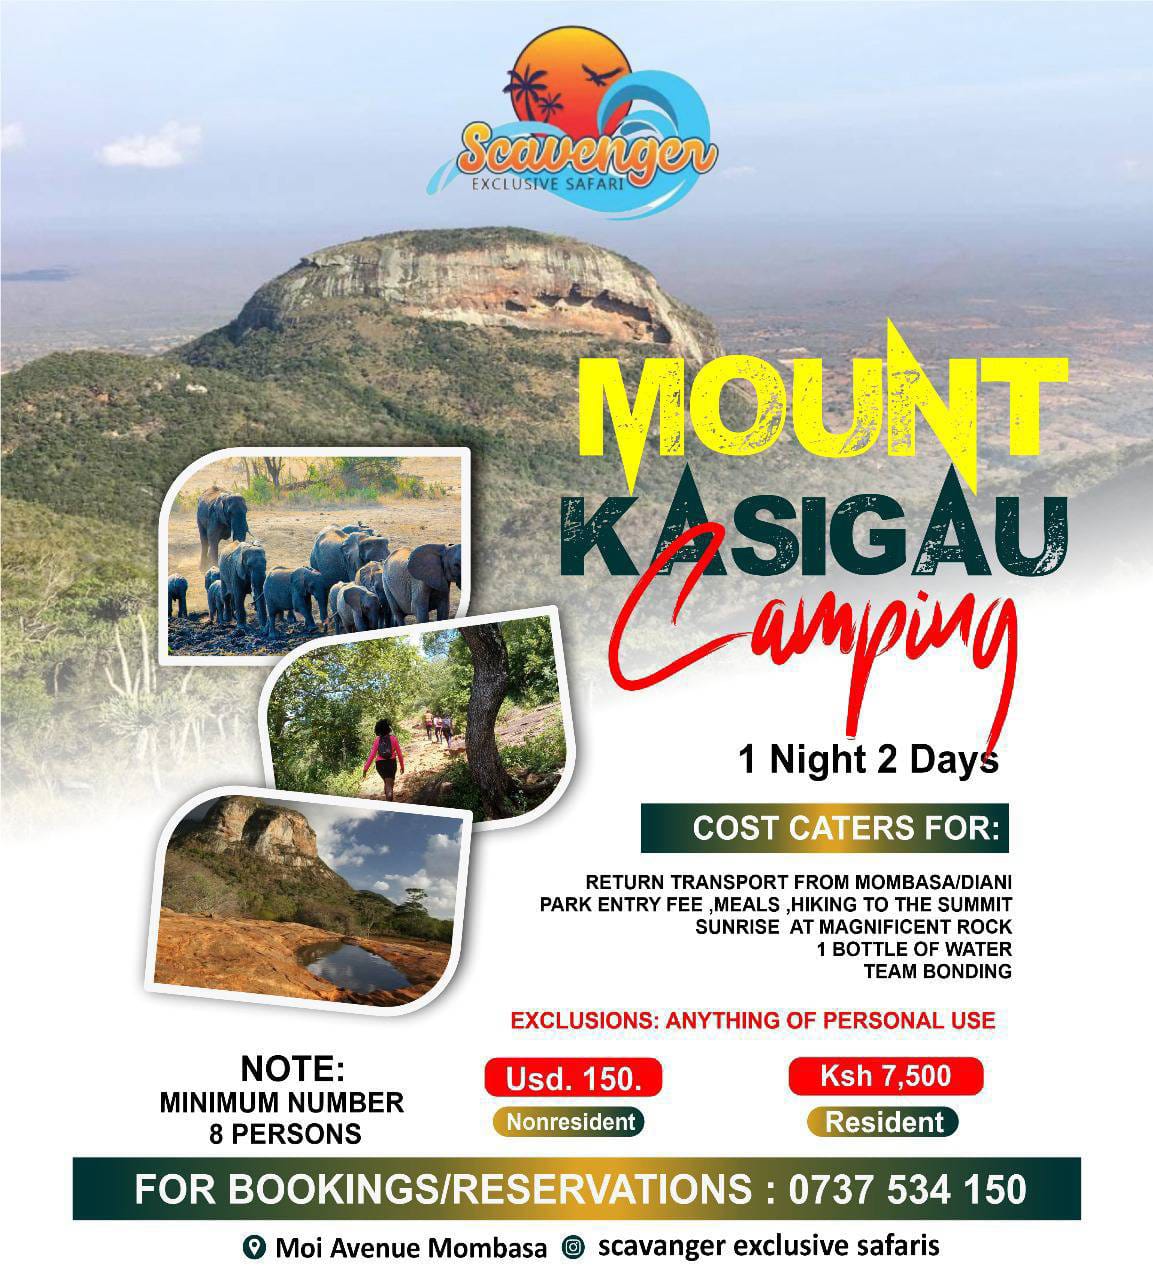 Scavenger
EXCLUSIVE SAFARI
MOUNT
KASIGAU
Camping
1 Night 2 Days
COST CATERS FOR:
RETURN TRANSPORT FROM MOMBASA/DIANI
PARK ENTRY FEE ,MEALS ,HIKING TO THE SUMMIT
SUNRISE AT MAGNIFICENT ROCK
1 BOTTLE OF WATER
TEAM BONDING
EXCLUSIONS: ANYTHING OF PERSONAL USE
NOTE:
MINIMUM NUMBER
8 PERSONS
Usd. 150.
Nonresident
Ksh 7,500
Resident
FOR BOOKINGS/RESERVATIONS : 0737 534 150
Moi Avenue Mombasa scavanger exclusive safaris